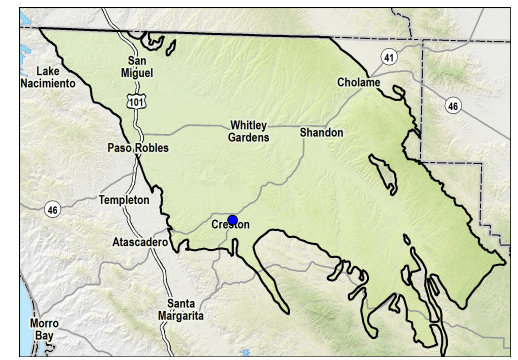 San
Miguel
41
Lake
Nacimiento
Cholame
101
46
Whitley
Gardens
Shandon
Paso Robles
Templeton
46
Creston
Atascadero
Santa
Margarita
Morro
Bay